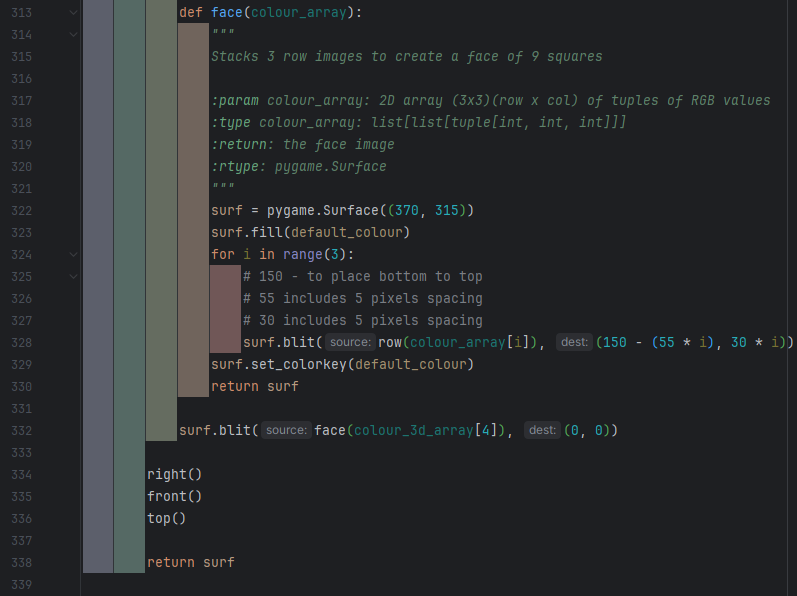 313 def face(colour_array):
314 """
315 Stacks 3 row images to create a face of 9 squares
316
317 :param colour_array: 2D array (3x3)(row x col) of tuples of RGB values
318 :type colour_array: list[list[tuple[int, int, int]]]
319 :return: the face image
320 :rtype: pygame.Surface
321 """
322 surf = pygame.Surface((370, 315))
323 surf.fill(default_colour)
324 for i in range(3):
325 # 150 - to place bottom to top
326 # 55 includes 5 pixels spacing
327 # 30 includes 5 pixels spacing
328 surf.blit( source: row(colour_array[i]), dest: (150 - (55 * i), 30 * i))
329 surf.set_colorkey(default_colour)
330 return surf
331
332 surf.blit( source: face(colour_3d_array[4]), dest: (0, 0))
333
334 right()
335 front()
336 top()
337
338 return surf
339